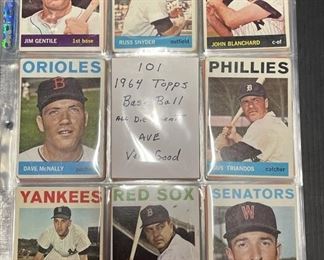 JIM GENTILE 1st base
RUSS SNYDER outfield
JOHN BLANCHARD c-of
ORIOLES
DAVE McNALLY
101
1964 Topps
Base Ball
ALL
AVE
Very Good
PHILLIES
GUS TRIANDOS catcher
YANKEES
RED SOX
SENATORS